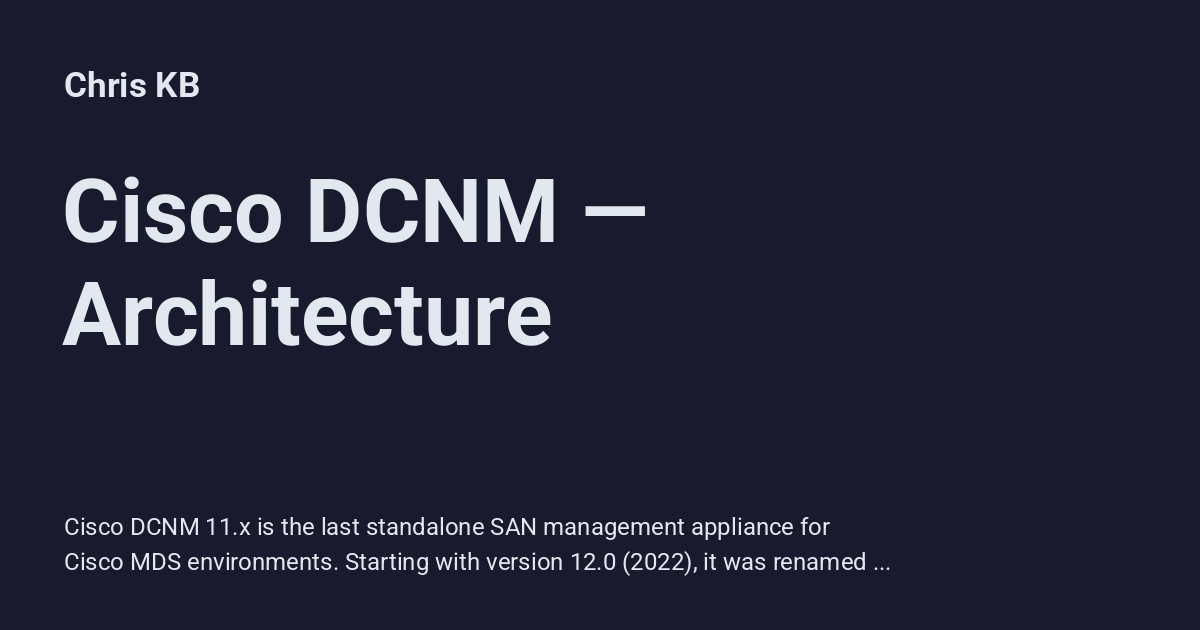 Chris KB
Cisco DCNM —
Architecture
Cisco DCNM 11.x is the last standalone SAN management appliance for
Cisco MDS environments. Starting with version 12.0 (2022), it was renamed ...